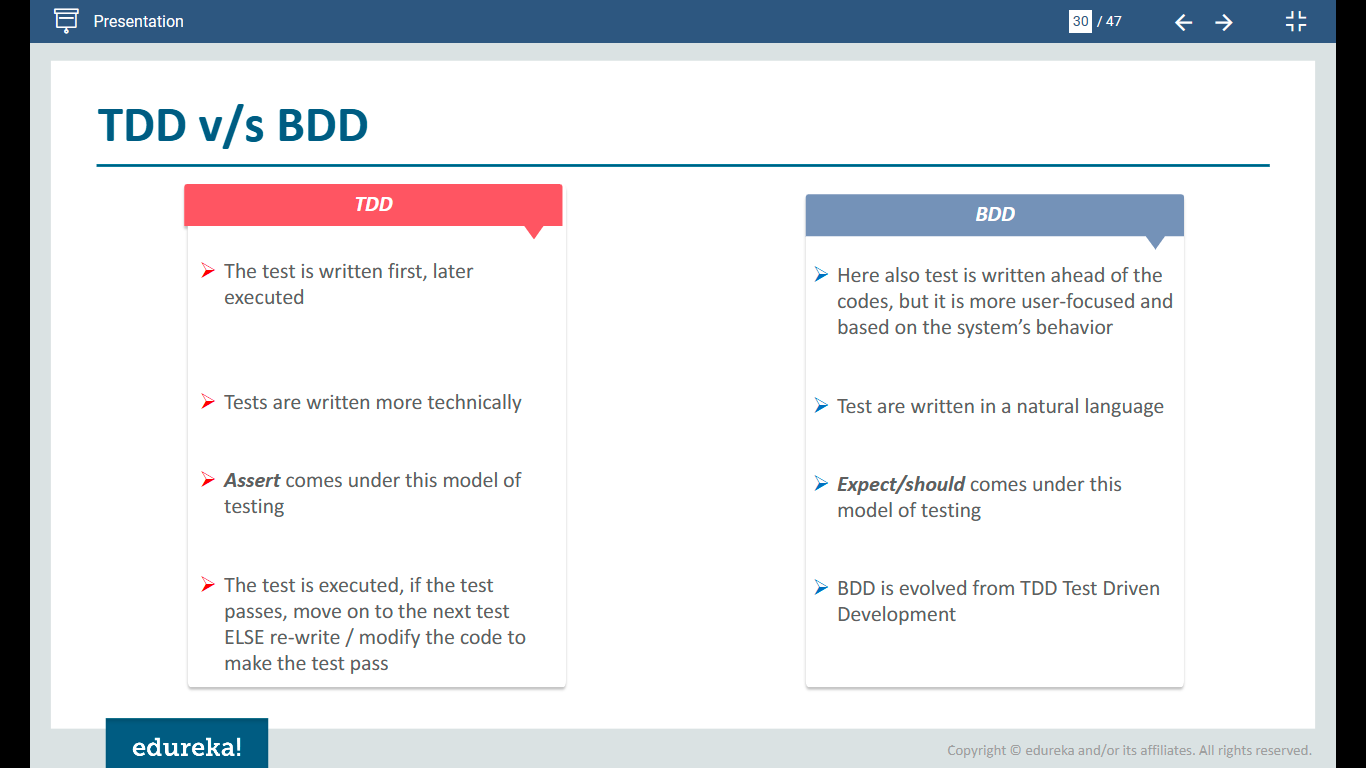 Presentation
30 / 47
TDD v/s BDD
TDD
The test is written first, later
executed
Tests are written more technically
Assert comes under this model of
testing
The test is executed, if the test
passes, move on to the next test
ELSE re-write / modify the code to
make the test pass
BDD
Here also test is written ahead of the
codes, but it is more user-focused and
based on the system’s behavior
Test are written in a natural language
Expect/should comes under this
model of testing
BDD is evolved from TDD Test Driven
Development
edureka!
Copyright © edureka and/or its affiliates. All rights reserved.